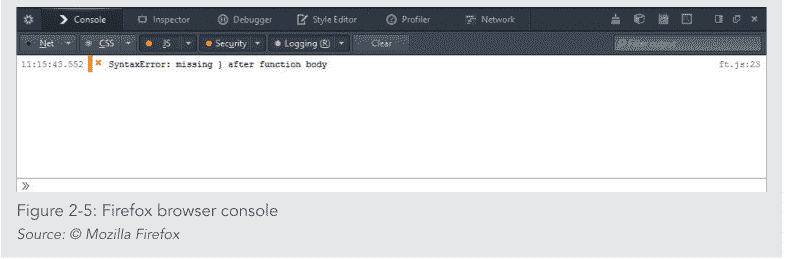 Console Inspector Debugger Style Editor Profiler Network
Net CSS JS Security Logging (R) Clear
11:15:43.552 SyntaxError: missing } after function body ft.js:23
»
Figure 2-5: Firefox browser console
Source: © Mozilla Firefox